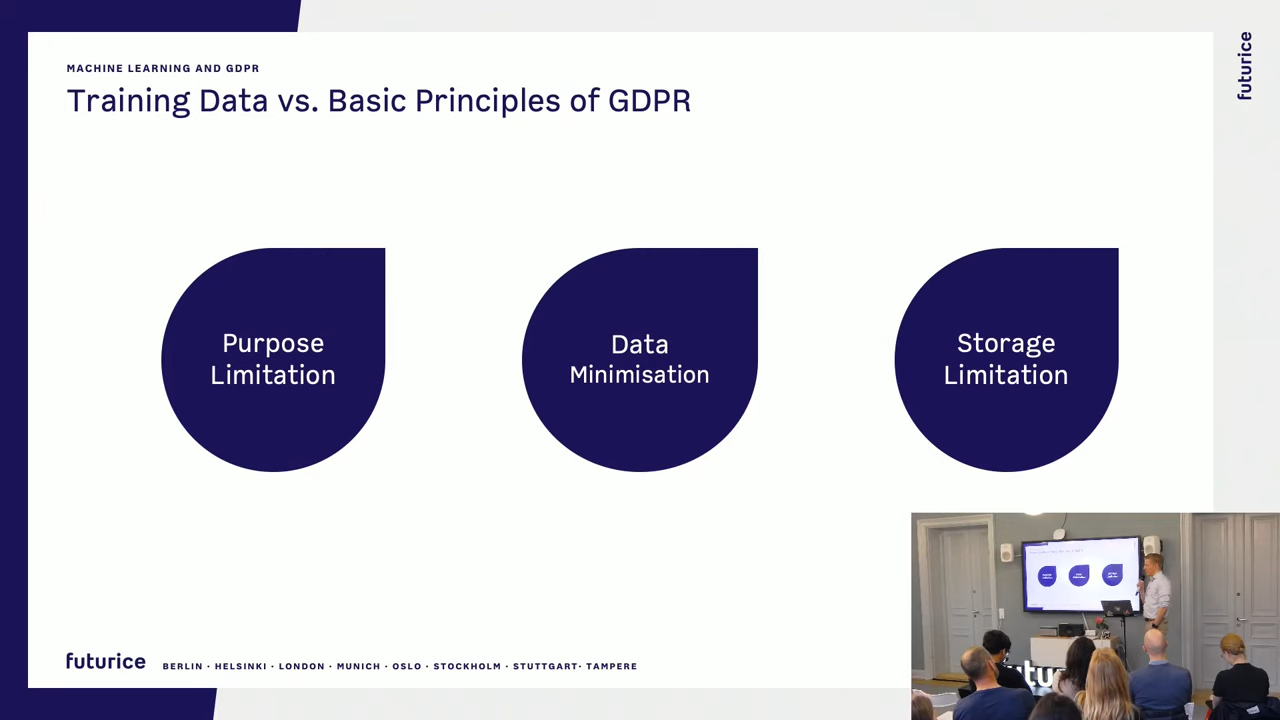 MACHINE LEARNING AND GDPR
Training Data vs. Basic Principles of GDPR
futurice
Purpose
Limitation
Data
Minimisation
Storage
Limitation
futurice BERLIN · HELSINKI · LONDON · MUNICH · OSLO · STOCKHOLM · STUTTGART· TAMPERE